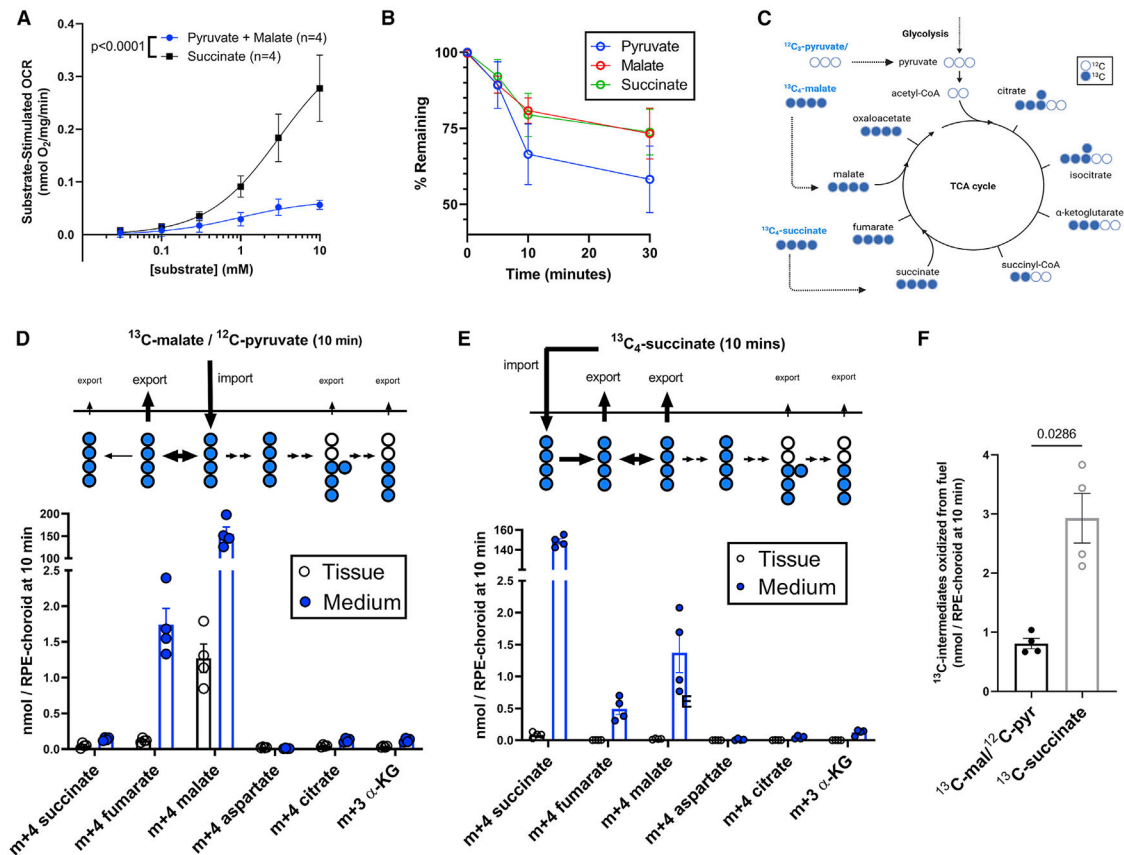 A
p<0.0001
Pyruvate + Malate (n=4)
Succinate (n=4)
Substrate-Stimulated OCR
(nmol O2/mg/min)
0.4
0.3
0.2
0.1
0.0
0.1
1
10
[substrate] (mM)
B
Pyruvate
Malate
Succinate
% Remaining
100
75
50
0
10
20
30
Time (minutes)
C
Glycolysis
12C
13C
12C3-pyruvate/
pyruvate
13C4-malate
acetyl-CoA
citrate
oxaloacetate
isocitrate
TCA cycle
malate
α-ketoglutarate
13C4-succinate
fumarate
succinyl-CoA
succinate
D
13C-malate / 12C-pyruvate (10 min)
export
export
import
export
export
nmol / RPE-choroid at 10 min
200
150
100
2.5
2.0
1.5
1.0
0.5
0.0
Tissue
Medium
m+4 succinate
m+4 fumarate
m+4 malate
m+4 aspartate
m+4 citrate
m+3 α-KG
E
13C4-succinate (10 mins)
import
export
export
export
export
nmol / RPE-choroid at 10 min
160
140
2.5
2.0
1.5
1.0
0.5
0.0
Tissue
Medium
E
m+4 succinate
m+4 fumarate
m+4 malate
m+4 aspartate
m+4 citrate
m+3 α-KG
F
0.0286
13C-intermediates oxidized from fuel
(nmol / RPE-choroid at 10 min)
4
3
2
1
0
13C-mal/12C-pyr
13C-succinate